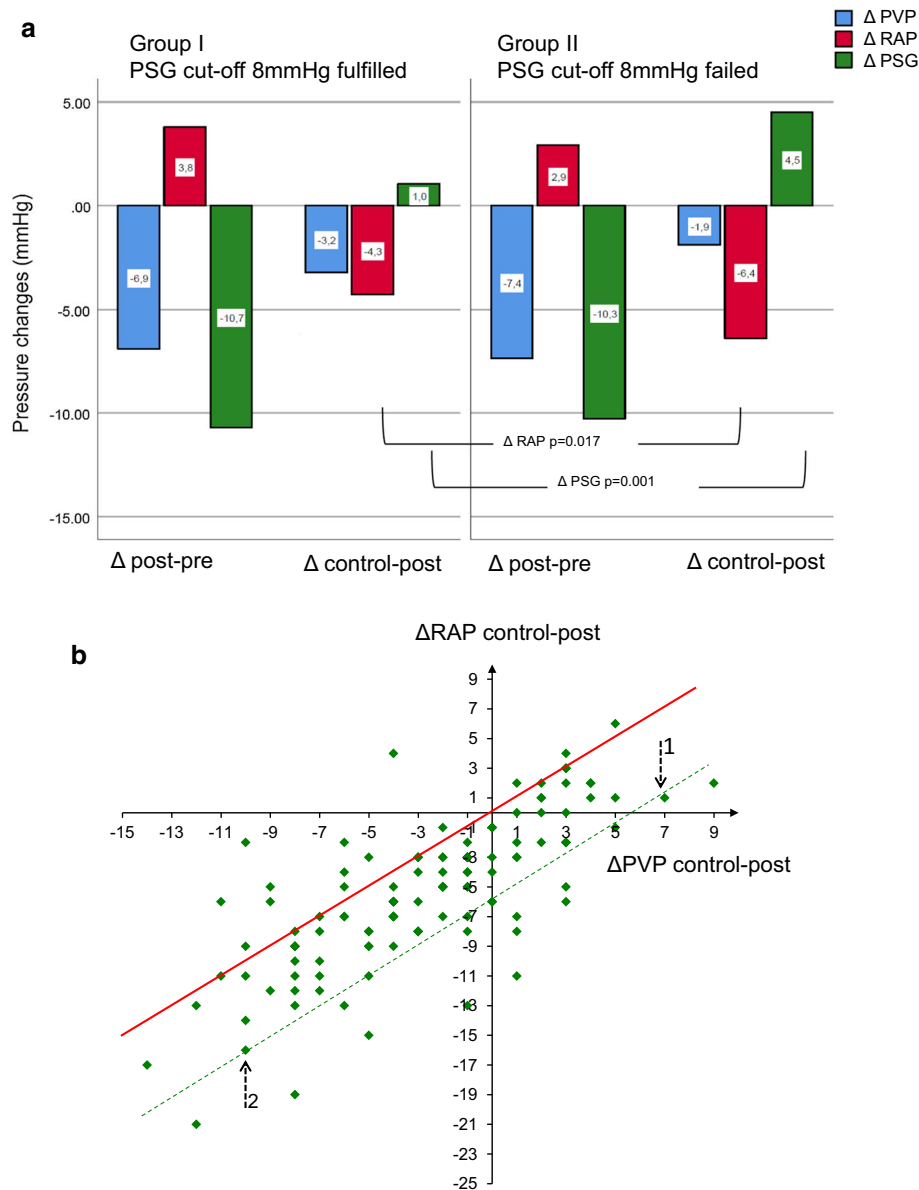 a
Group I
PSG cut-off 8mmHg fulfilled
Group II
PSG cut-off 8mmHg failed
Δ PVP
Δ RAP
Δ PSG
Pressure changes (mmHg)
5.00
.00
-5.00
-10.00
-15.00
-6,9
3,8
-10,7
-3,2
-4,3
1,0
-7,4
2,9
-10,3
-1,9
-6,4
4,5
Δ RAP p=0.017
Δ PSG p=0.001
Δ post-pre
Δ control-post
Δ post-pre
Δ control-post
b
ΔRAP control-post
9
7
5
3
1
-1
-3
-5
-7
-9
-11
-13
-15
-17
-19
-21
-23
-25
-15 -13 -11 -9 -7 -5 -3 -1 1 3 5 7 9
ΔPVP control-post
1
2